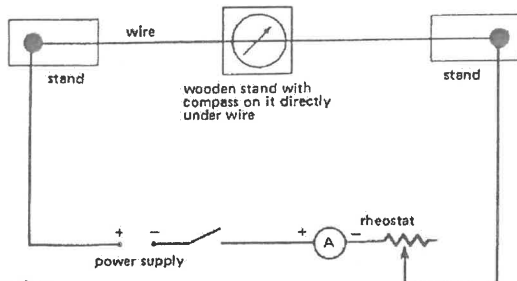 wire
stand
stand
wooden stand with
compass on it directly
under wire
rheostat
+ − + A −
power supply